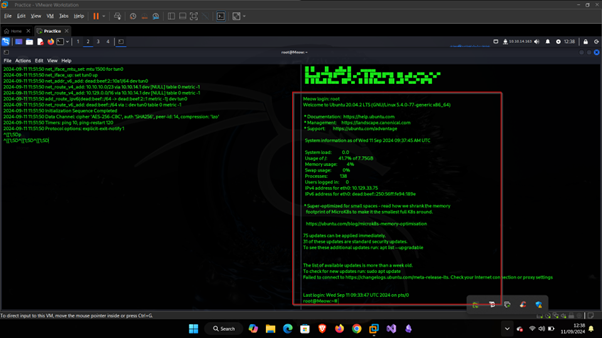 Practico - VMware Workstation
File Edit View VM Tabs Help
Home Practico
1 2 3 4
12:38
root@Meow:~
File Actions Edit View Help
2024-09-11 11:51:50 net_iface_mtu_set: mtu 1500 for tun0
2024-09-11 11:51:50 net_iface_up: set tun0 up
2024-09-11 11:51:50 net_addr_v6_add: dead:beef:2::10a1/64 dev tun0
2024-09-11 11:51:50 net_route_v4_add: 10.10.10.0/23 via 10.10.14.1 dev [NULL] table 0 metric -1
2024-09-11 11:51:50 net_route_v4_add: 10.129.0.0/16 via 10.10.14.1 dev [NULL] table 0 metric -1
2024-09-11 11:51:50 add_route_ipv6(dead:beef::/64 -> dead:beef:2::1 metric -1) dev tun0
2024-09-11 11:51:50 net_route_v6_add: dead:beef::/64 via :: dev tun0 table 0 metric -1
2024-09-11 11:51:50 Initialization Sequence Completed
2024-09-11 11:51:50 Data Channel: cipher 'AES-256-CBC', auth 'SHA256', peer-id: 14, compression: 'lzo'
2024-09-11 11:51:50 Timers: ping 10, ping-restart 120
2024-09-11 11:51:50 Protocol options: explicit-exit-notify 1
Meow login: root
Welcome to Ubuntu 20.04.2 LTS (GNU/Linux 5.4.0-77-generic x86_64)
* Documentation: https://help.ubuntu.com
* Management: https://landscape.canonical.com
* Support: https://ubuntu.com/advantage
System information as of Wed 11 Sep 2024 09:37:45 AM UTC
System load: 0.0
Usage of /: 41.7% of 7.75GB
Memory usage: 4%
Swap usage: 0%
Processes: 138
Users logged in: 0
IPv4 address for eth0: 10.129.33.75
IPv6 address for eth0: dead:beef::250:56ff:fe94:189e
* Super-optimized for small spaces - read how we shrank the memory
footprint of MicroK8s to make it the smallest full K8s around.
https://ubuntu.com/blog/microk8s-memory-optimisation
75 updates can be applied immediately.
31 of these updates are standard security updates.
To see these additional updates run: apt list --upgradable
The list of available updates is more than a week old.
To check for new updates run: sudo apt update
Failed to connect to https://changelogs.ubuntu.com/meta-release-lts. Check your Internet connection or proxy settings
Last login: Wed Sep 11 09:33:47 UTC 2024 on pts/0
root@Meow:~#
To direct input to this VM, move the mouse pointer inside or press Ctrl+G.
Search
12:38
11/09/2024